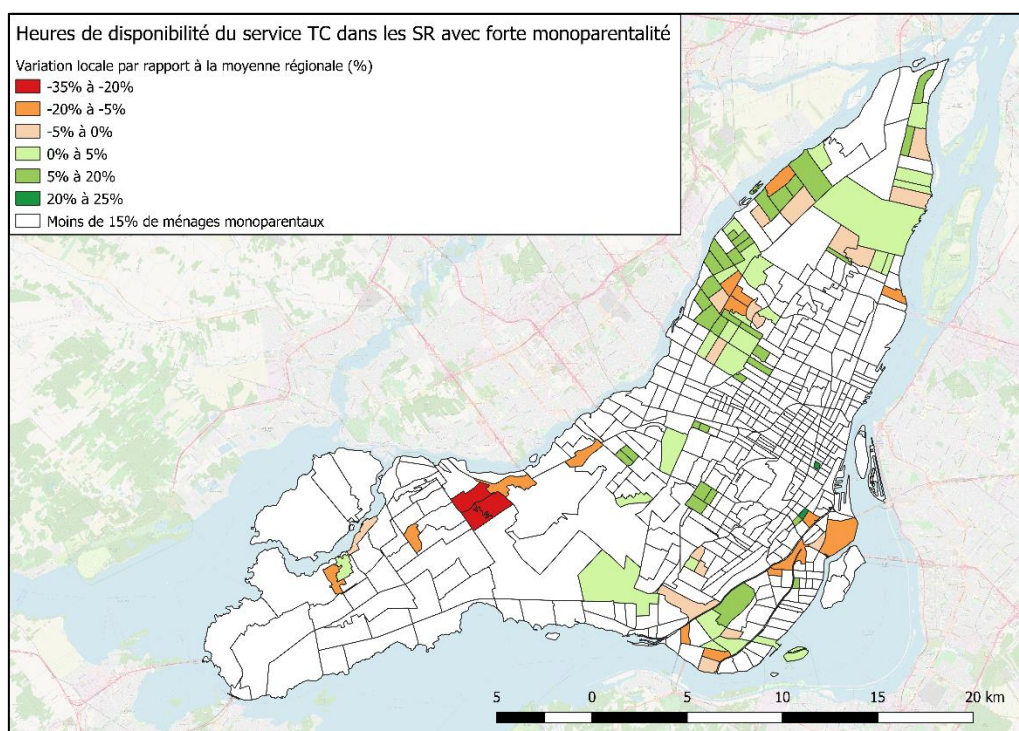 Heures de disponibilité du service TC dans les SR avec forte monoparentalité
Variation locale par rapport à la moyenne régionale (%)
-35% à -20%
-20% à -5%
-5% à 0%
0% à 5%
5% à 20%
20% à 25%
Moins de 15% de ménages monoparentaux
5 0 5 10 15 20 km